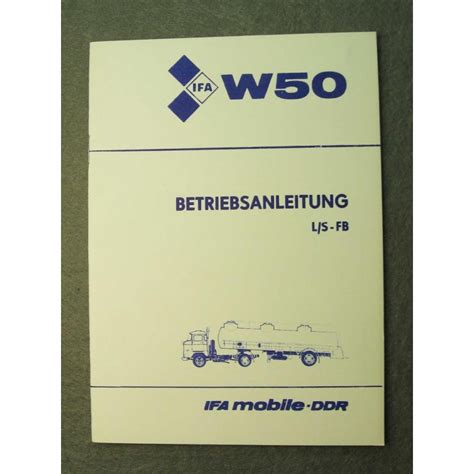 IFA W50
BETRIEBSANLEITUNG
L/S-FB
IFA mobile-DDR